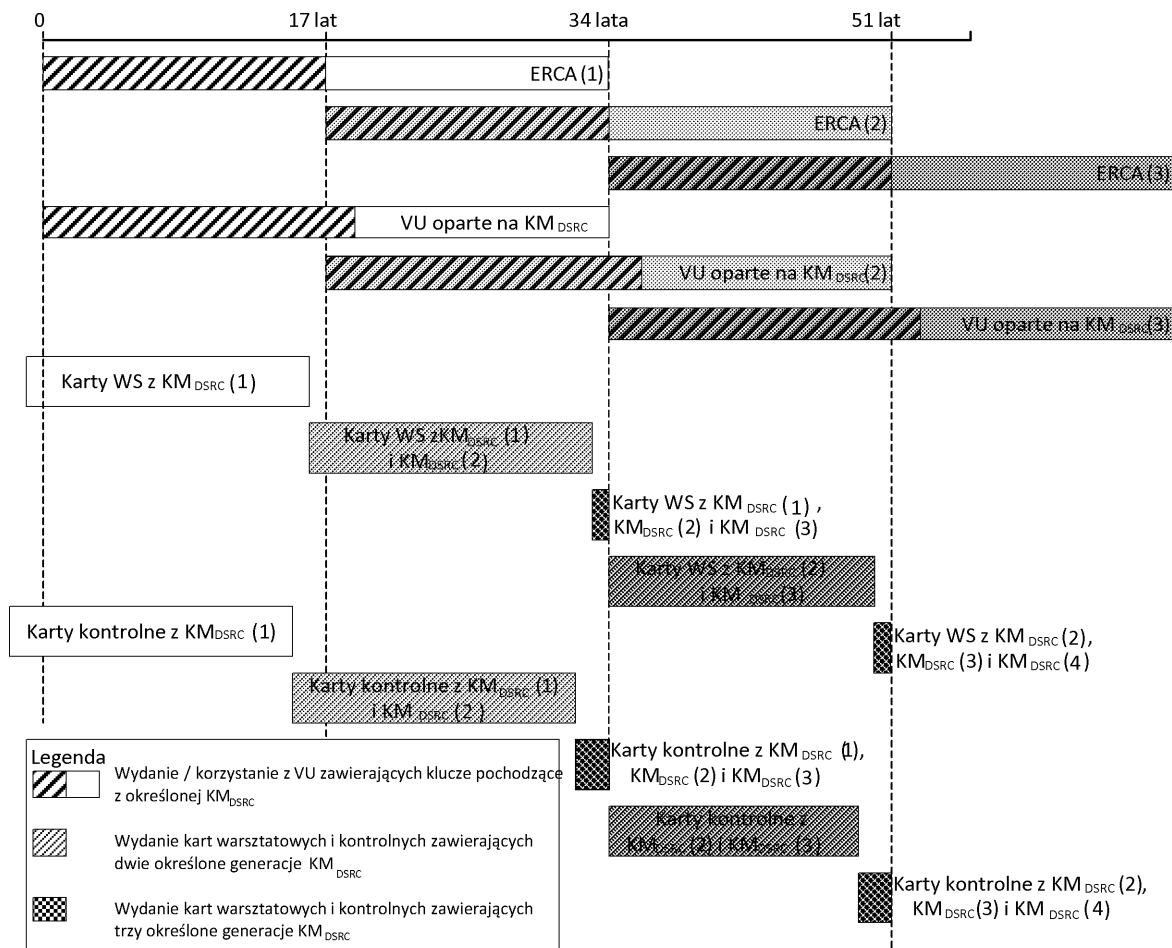 0 17 lat 34 lata 51 lat
ERCA (1)
ERCA (2)
ERCA (3)
VU oparte na KM DSRC
VU oparte na KM DSRC (2)
VU oparte na KM DSRC (3)
Karty WS z KM DSRC (1)
Karty WS zKM DSRC (1)
i KM DSRC (2)
Karty WS z KM DSRC (1) ,
KM DSRC (2) i KM DSRC (3)
Karty WS z KM DSRC (2)
i KM DSRC (3)
Karty kontrolne z KM DSRC (1)
Karty WS z KM DSRC (2),
KM DSRC (3) i KM DSRC (4)
Karty kontrolne z KM DSRC (1)
i KM DSRC (2 )
Karty kontrolne z KM DSRC (1),
KM DSRC (2) i KM DSRC (3)
Karty kontrolne z
KM DSRC (2) i KM DSRC (3)
Karty kontrolne z KM DSRC (2),
KM DSRC (3) i KM DSRC (4)
Legenda
Wydanie / korzystanie z VU zawierających klucze pochodzące
z określonej KM DSRC
Wydanie kart warsztatowych i kontrolnych zawierających
dwie określone generacje KM DSRC
Wydanie kart warsztatowych i kontrolnych zawierających
trzy określone generacje KM DSRC